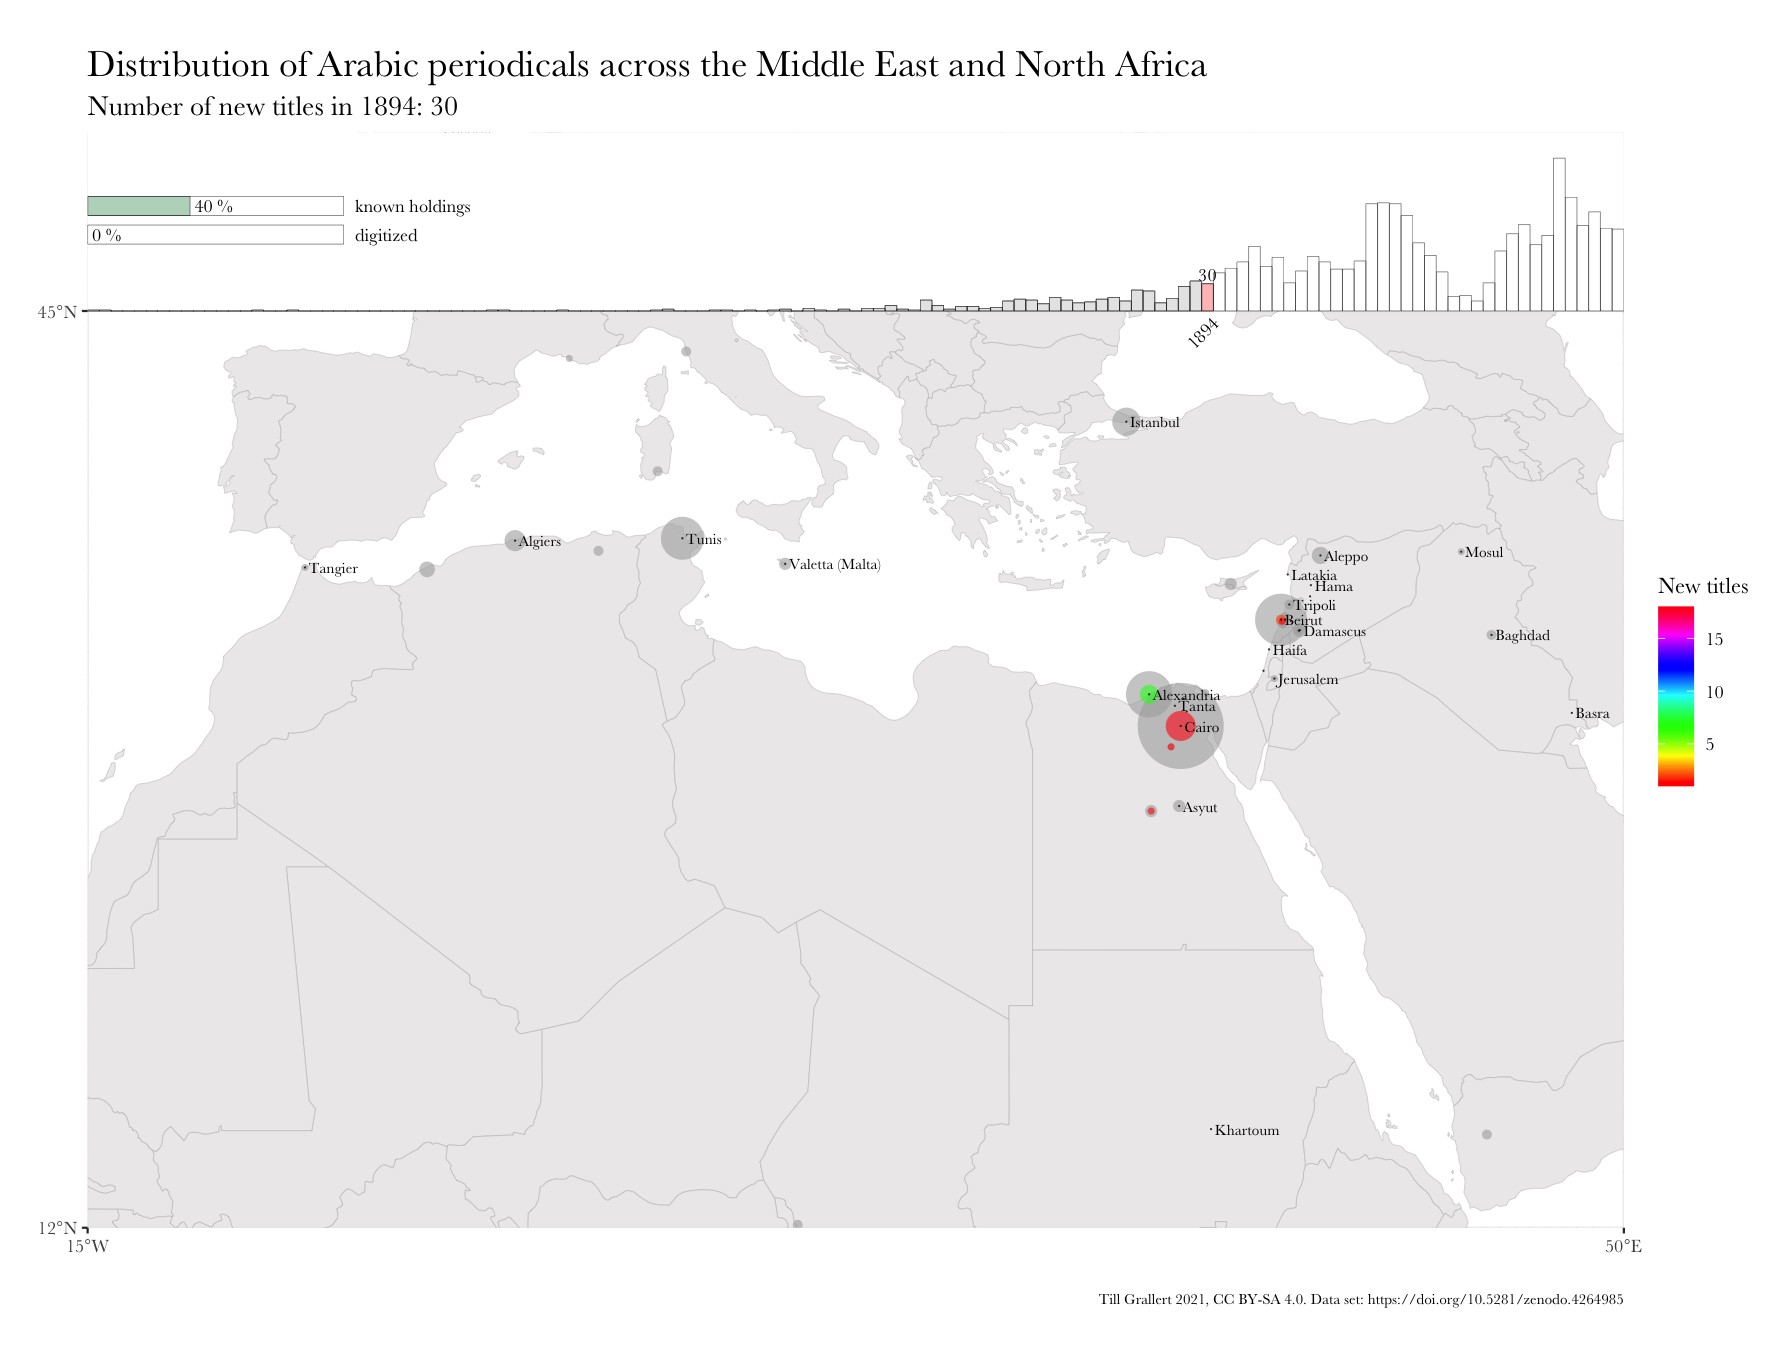 Distribution of Arabic periodicals across the Middle East and North Africa
Number of new titles in 1894: 30
40 %
known holdings
0 %
digitized
30
1894
45°N
Istanbul
Algiers
Tunis
Valetta (Malta)
Tangier
Aleppo
Mosul
Latakia
Hama
Tripoli
Beirut
Damascus
Baghdad
Haifa
Jerusalem
Alexandria
Tanta
Cairo
Basra
Asyut
Khartoum
New titles
15
10
5
12°N
15°W
50°E
Till Grallert 2021, CC BY-SA 4.0. Data set: https://doi.org/10.5281/zenodo.4264985